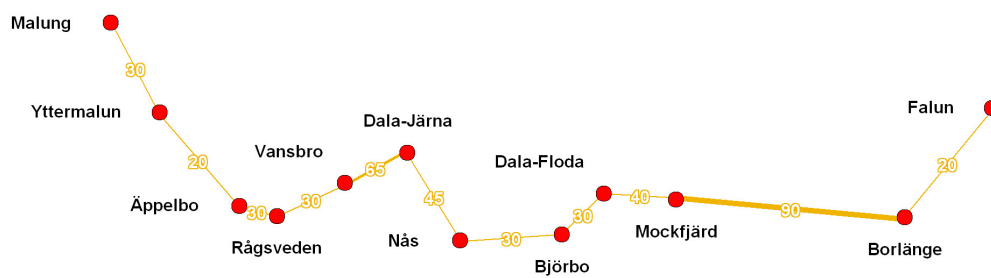 Malung
30
Yttermalun
20
Äppelbo
30
Rågsveden
30
Vansbro
65
Dala-Järna
45
Nås
30
Björbo
30
Dala-Floda
40
Mockfjärd
90
Borlänge
20
Falun